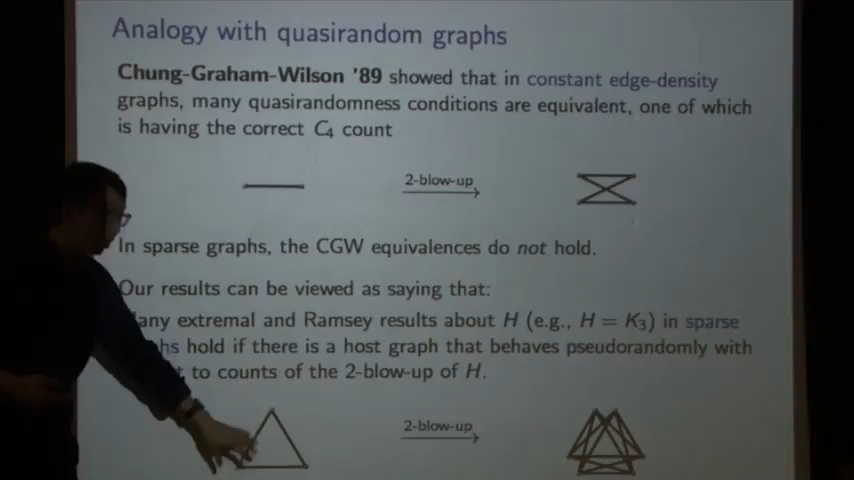 Analogy with quasirandom graphs
Chung-Graham-Wilson '89 showed that in constant edge-density
graphs, many quasirandomness conditions are equivalent, one of which
is having the correct C₄ count
2-blow-up
In sparse graphs, the CGW equivalences do not hold.
Our results can be viewed as saying that:
any extremal and Ramsey results about H (e.g., H = K₃) in sparse
hs hold if there is a host graph that behaves pseudorandomly with
t to counts of the 2-blow-up of H.
2-blow-up